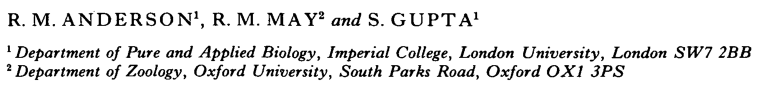 R. M. ANDERSON¹, R. M. MAY² and S. GUPTA¹
¹ Department of Pure and Applied Biology, Imperial College, London University, London SW7 2BB
² Department of Zoology, Oxford University, South Parks Road, Oxford OX1 3PS